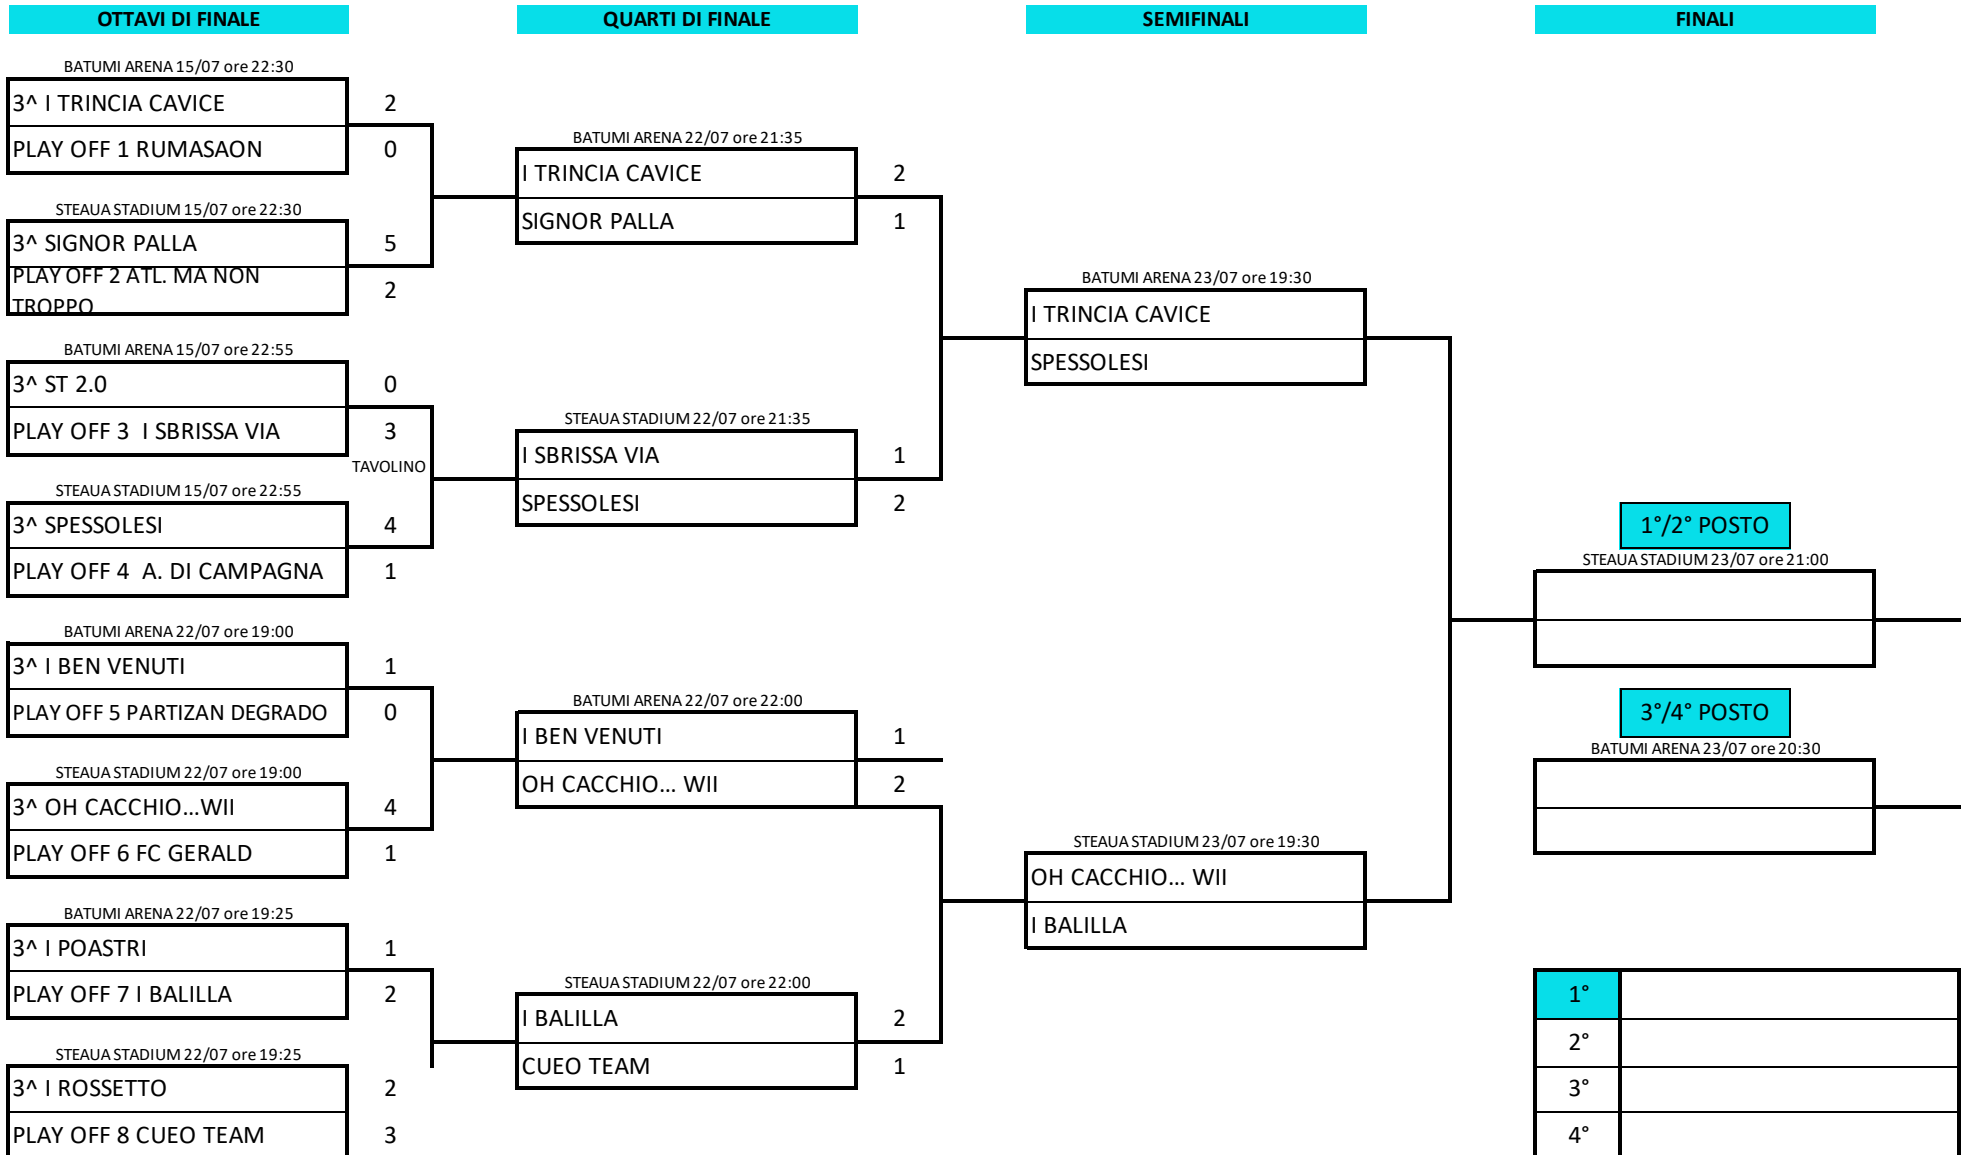 OTTAVI DI FINALE
QUARTI DI FINALE
SEMIFINALI
FINALI
BATUMI ARENA 15/07 ore 22:30
3^ I TRINCIA CAVICE 2
PLAY OFF 1 RUMASAON 0
STEAUA STADIUM 15/07 ore 22:30
3^ SIGNOR PALLA 5
PLAY OFF 2 ATL. MA NON
TROPPO
2
BATUMI ARENA 15/07 ore 22:55
3^ ST 2.0 0
PLAY OFF 3  I SBRISSA VIA 3
TAVOLINO
STEAUA STADIUM 15/07 ore 22:55
3^ SPESSOLESI 4
PLAY OFF 4  A. DI CAMPAGNA 1
BATUMI ARENA 22/07 ore 19:00
3^ I BEN VENUTI 1
PLAY OFF 5 PARTIZAN DEGRADO 0
STEAUA STADIUM 22/07 ore 19:00
3^ OH CACCHIO...WII 4
PLAY OFF 6 FC GERALD 1
BATUMI ARENA 22/07 ore 19:25
3^ I POASTRI 1
PLAY OFF 7 I BALILLA 2
STEAUA STADIUM 22/07 ore 19:25
3^ I ROSSETTO 2
PLAY OFF 8 CUEO TEAM 3
BATUMI ARENA 22/07 ore 21:35
I TRINCIA CAVICE 2
SIGNOR PALLA 1
STEAUA STADIUM 22/07 ore 21:35
I SBRISSA VIA 1
SPESSOLESI 2
BATUMI ARENA 22/07 ore 22:00
I BEN VENUTI 1
OH CACCHIO... WII 2
STEAUA STADIUM 22/07 ore 22:00
I BALILLA 2
CUEO TEAM 1
BATUMI ARENA 23/07 ore 19:30
I TRINCIA CAVICE
SPESSOLESI
STEAUA STADIUM 23/07 ore 19:30
OH CACCHIO... WII
I BALILLA
1°/2° POSTO
STEAUA STADIUM 23/07 ore 21:00
3°/4° POSTO
BATUMI ARENA 23/07 ore 20:30
1°
2°
3°
4°